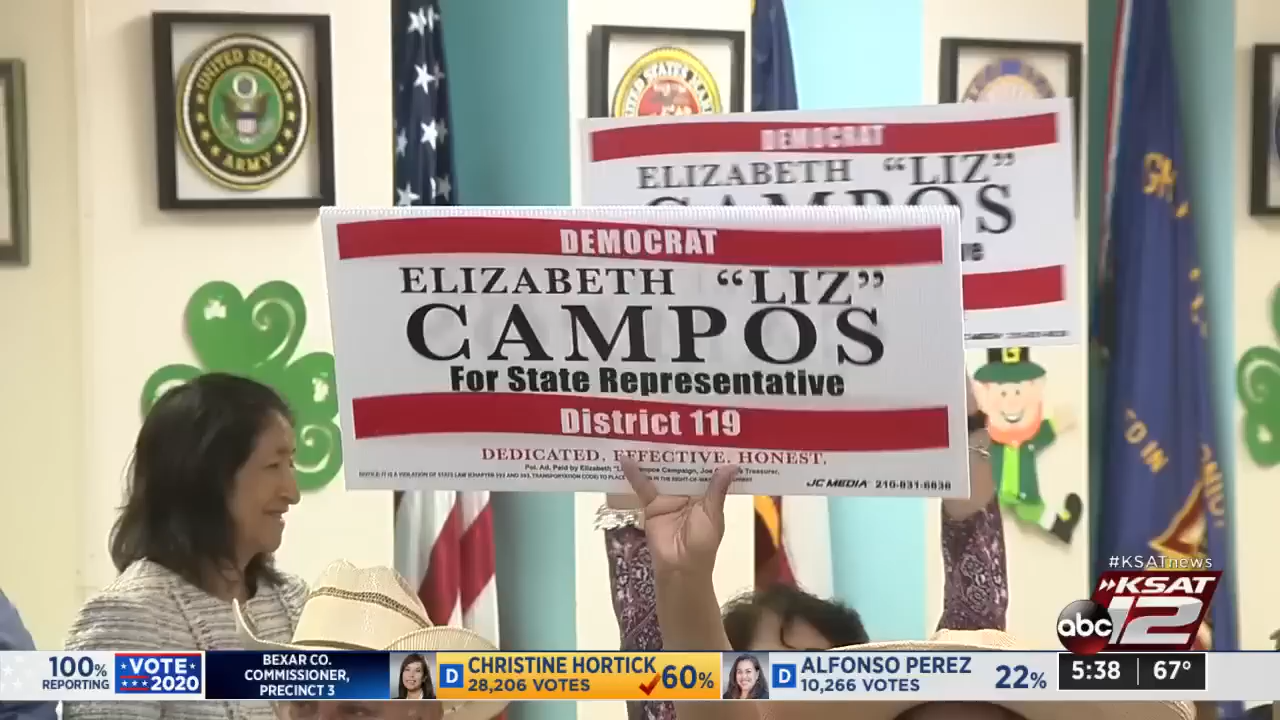 UNITED STATES
ARMY
DEMOCRAT
ELIZABETH "LIZ"
DEMOCRAT
ELIZABETH "LIZ"
CAMPOS
For State Representative
District 119
DEDICATED. EFFECTIVE. HONEST.
JC MEDIA 210-831-6636
#KSATnews
KSAT
abc 12
100%
REPORTING
VOTE
2020
BEXAR CO.
COMMISSIONER,
PRECINCT 3
D CHRISTINE HORTICK
28,206 VOTES
60%
D ALFONSO PEREZ
10,266 VOTES
22%
5:38 67°